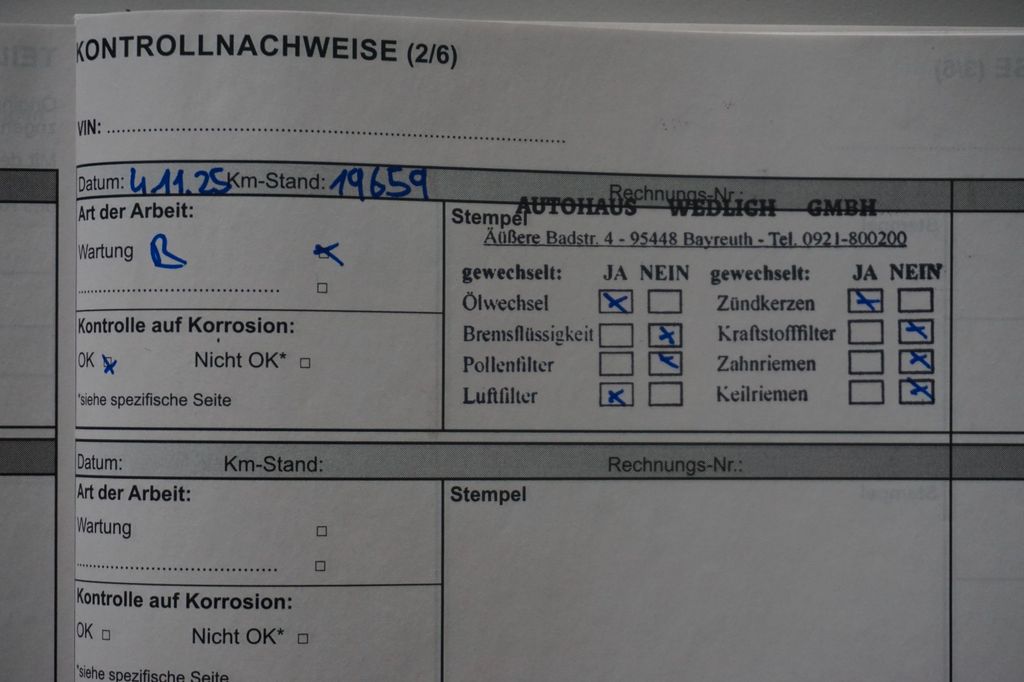 KONTROLLNACHWEISE (2/6)
VIN: ........................................................................
Datum: 4.11.25 Km-Stand: 19659 Rechnungs-Nr.:
Art der Arbeit:
Wartung B
........................................
Kontrolle auf Korrosion:
OK Nicht OK*
*siehe spezifische Seite
Stempel
AUTOHAUS WEDLICH GMBH
Äußere Badstr. 4 - 95448 Bayreuth - Tel. 0921-800200
gewechselt: JA NEIN gewechselt: JA NEIN
Ölwechsel Zündkerzen
Bremsflüssigkeit Kraftstofffilter
Pollenfilter Zahnriemen
Luftfilter Keilriemen
Datum: Km-Stand: Rechnungs-Nr.:
Art der Arbeit:
Wartung
........................................
Kontrolle auf Korrosion:
OK Nicht OK*
*siehe spezifische Seite
Stempel